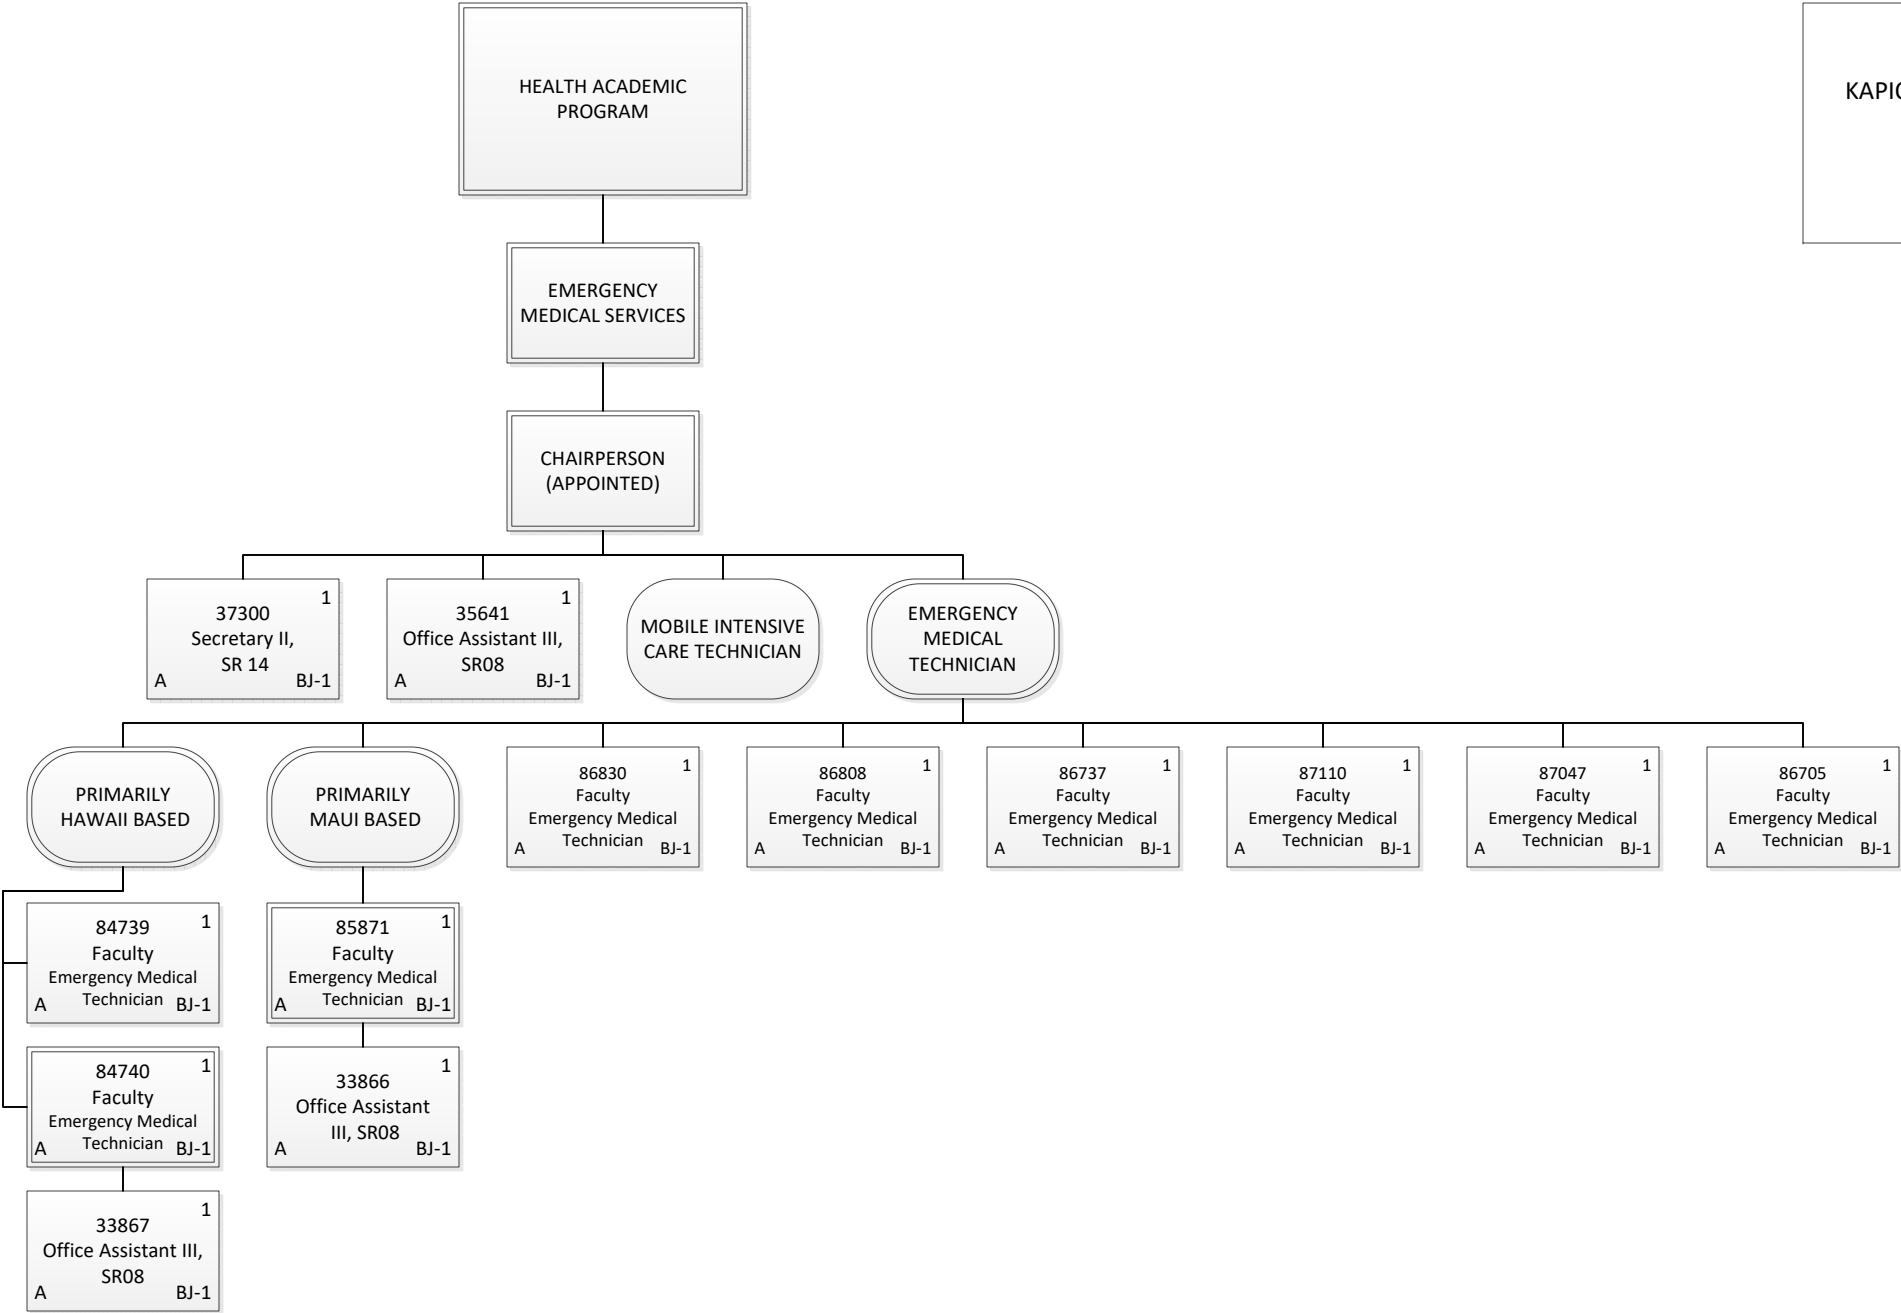 HEALTH ACADEMIC
PROGRAM
EMERGENCY
MEDICAL SERVICES
CHAIRPERSON
(APPOINTED)
1
37300
Secretary II,
SR 14
A BJ-1
1
35641
Office Assistant III,
SR08
A BJ-1
MOBILE INTENSIVE
CARE TECHNICIAN
EMERGENCY
MEDICAL
TECHNICIAN
PRIMARILY
HAWAII BASED
PRIMARILY
MAUI BASED
1
86830
Faculty
Emergency Medical
Technician
A BJ-1
1
86808
Faculty
Emergency Medical
Technician
A BJ-1
1
86737
Faculty
Emergency Medical
Technician
A BJ-1
1
87110
Faculty
Emergency Medical
Technician
A BJ-1
1
87047
Faculty
Emergency Medical
Technician
A BJ-1
1
86705
Faculty
Emergency Medical
Technician
A BJ-1
84739 1
Faculty
Emergency Medical
Technician
A BJ-1
85871 1
Faculty
Emergency Medical
Technician
A BJ-1
84740 1
Faculty
Emergency Medical
Technician
A BJ-1
1
33866
Office Assistant
III, SR08
A BJ-1
1
33867
Office Assistant III,
SR08
A BJ-1